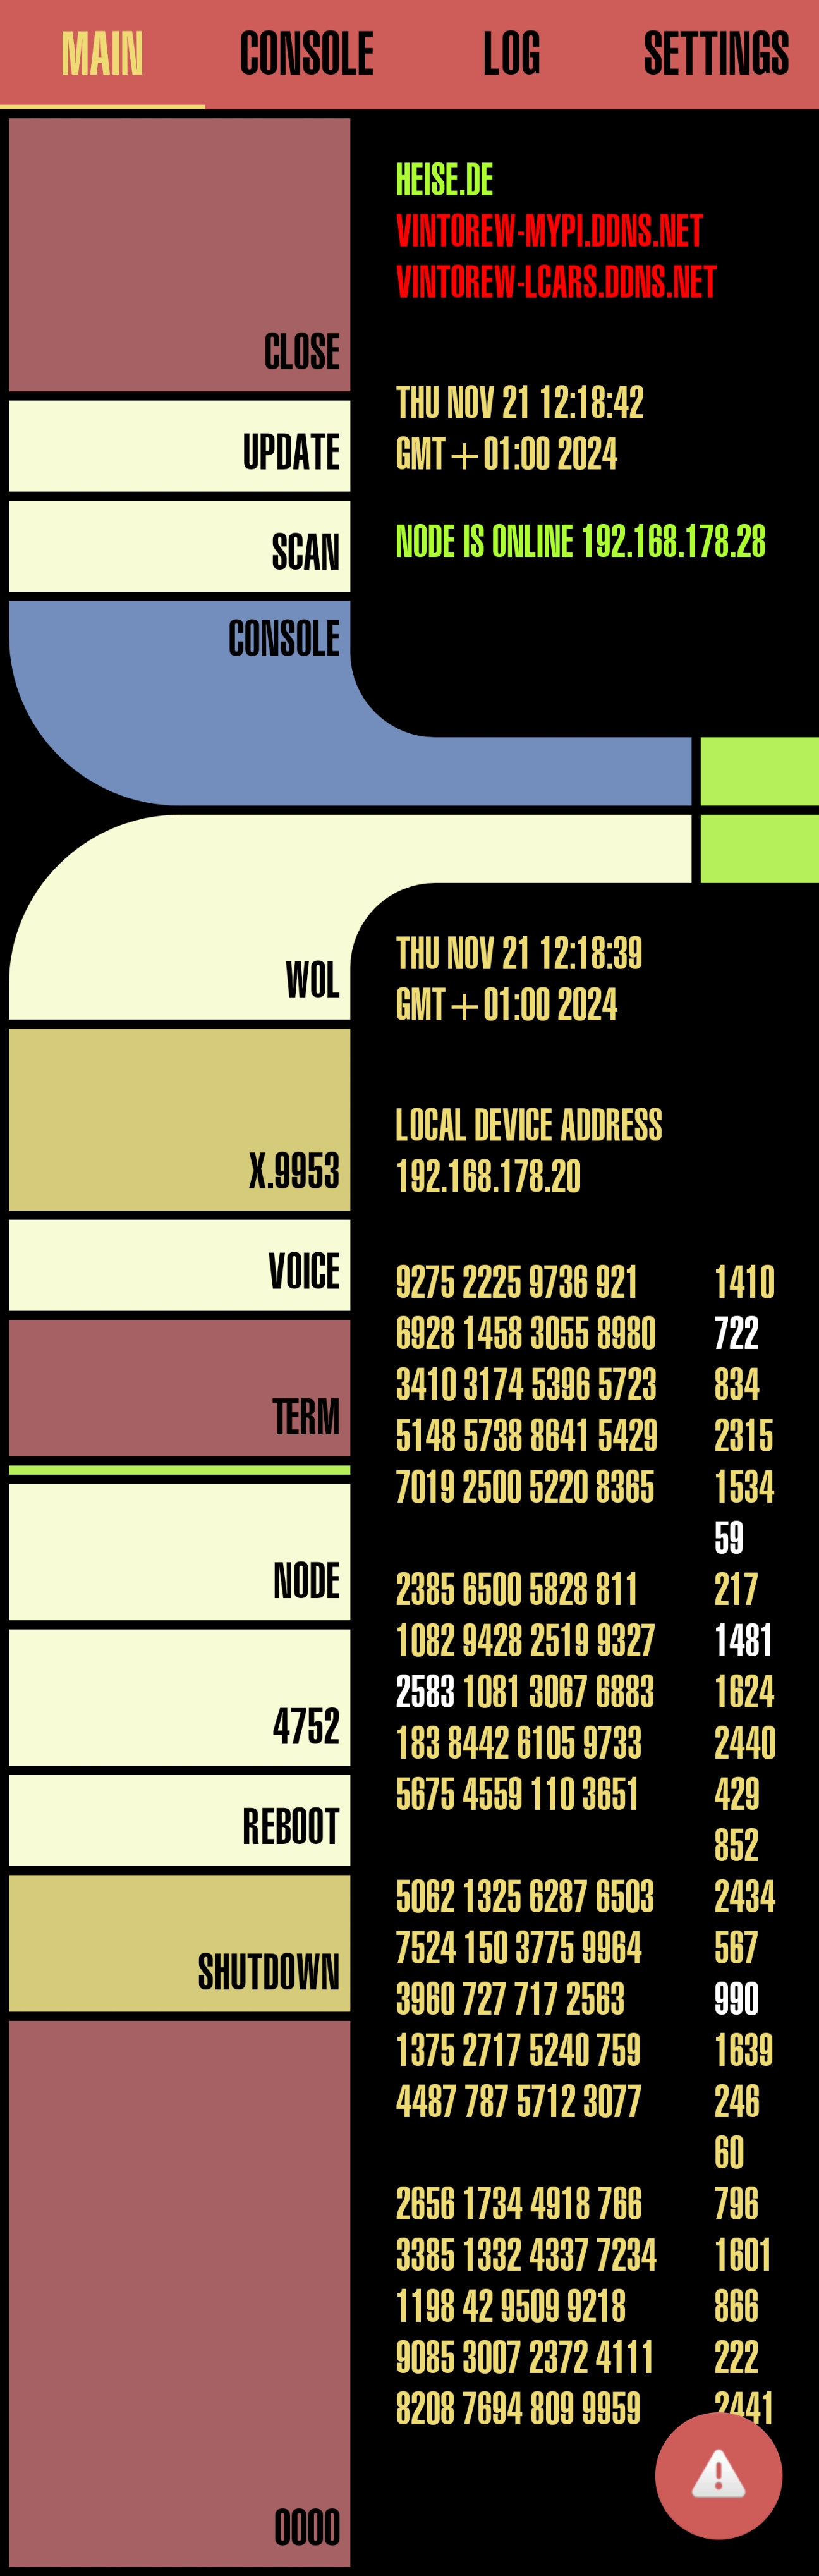 MAIN CONSOLE LOG SETTINGS
HEISE.DE
VINTOREW-MYPI.DDNS.NET
VINTOREW-LCARS.DDNS.NET
CLOSE
THU NOV 21 12:18:42
GMT+01:00 2024
UPDATE
NODE IS ONLINE 192.168.178.28
SCAN
CONSOLE
THU NOV 21 12:18:39
WOL
GMT+01:00 2024
LOCAL DEVICE ADDRESS
X.9953
192.168.178.20
VOICE
9275 2225 9736 921 1410
6928 1458 3055 8980 722
3410 3174 5396 5723 834
TERM
5148 5738 8641 5429 2315
7019 2500 5220 8365 1534
59
NODE
2385 6500 5828 811 217
1082 9428 2519 9327 1481
2583 1081 3067 6883 1624
4752
183 8442 6105 9733 2440
5675 4559 110 3651 429
REBOOT
852
5062 1325 6287 6503 2434
7524 150 3775 9964 567
SHUTDOWN
3960 727 717 2563 990
1375 2717 5240 759 1639
4487 787 5712 3077 246
60
2656 1734 4918 766 796
3385 1332 4337 7234 1601
1198 42 9509 9218 866
9085 3007 2372 4111 222
8208 7694 809 9959 2441
0000